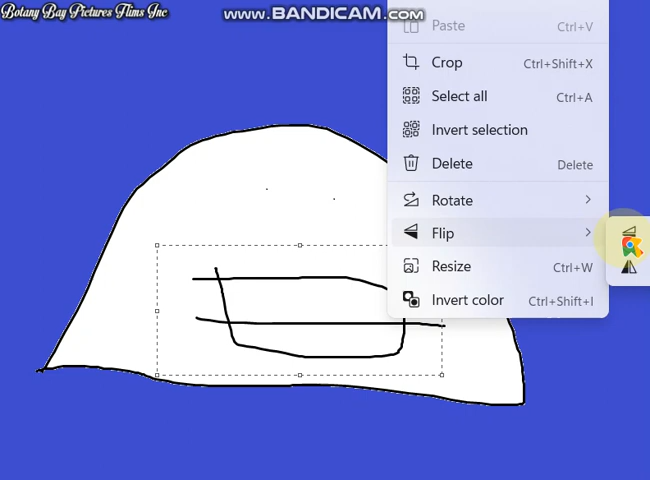 Botany Bay Pictures Flims Inc
www.BANDICAM.com
Paste Ctrl+V
Crop Ctrl+Shift+X
Select all Ctrl+A
Invert selection
Delete Delete
Rotate
Flip
Resize Ctrl+W
Invert color Ctrl+Shift+I